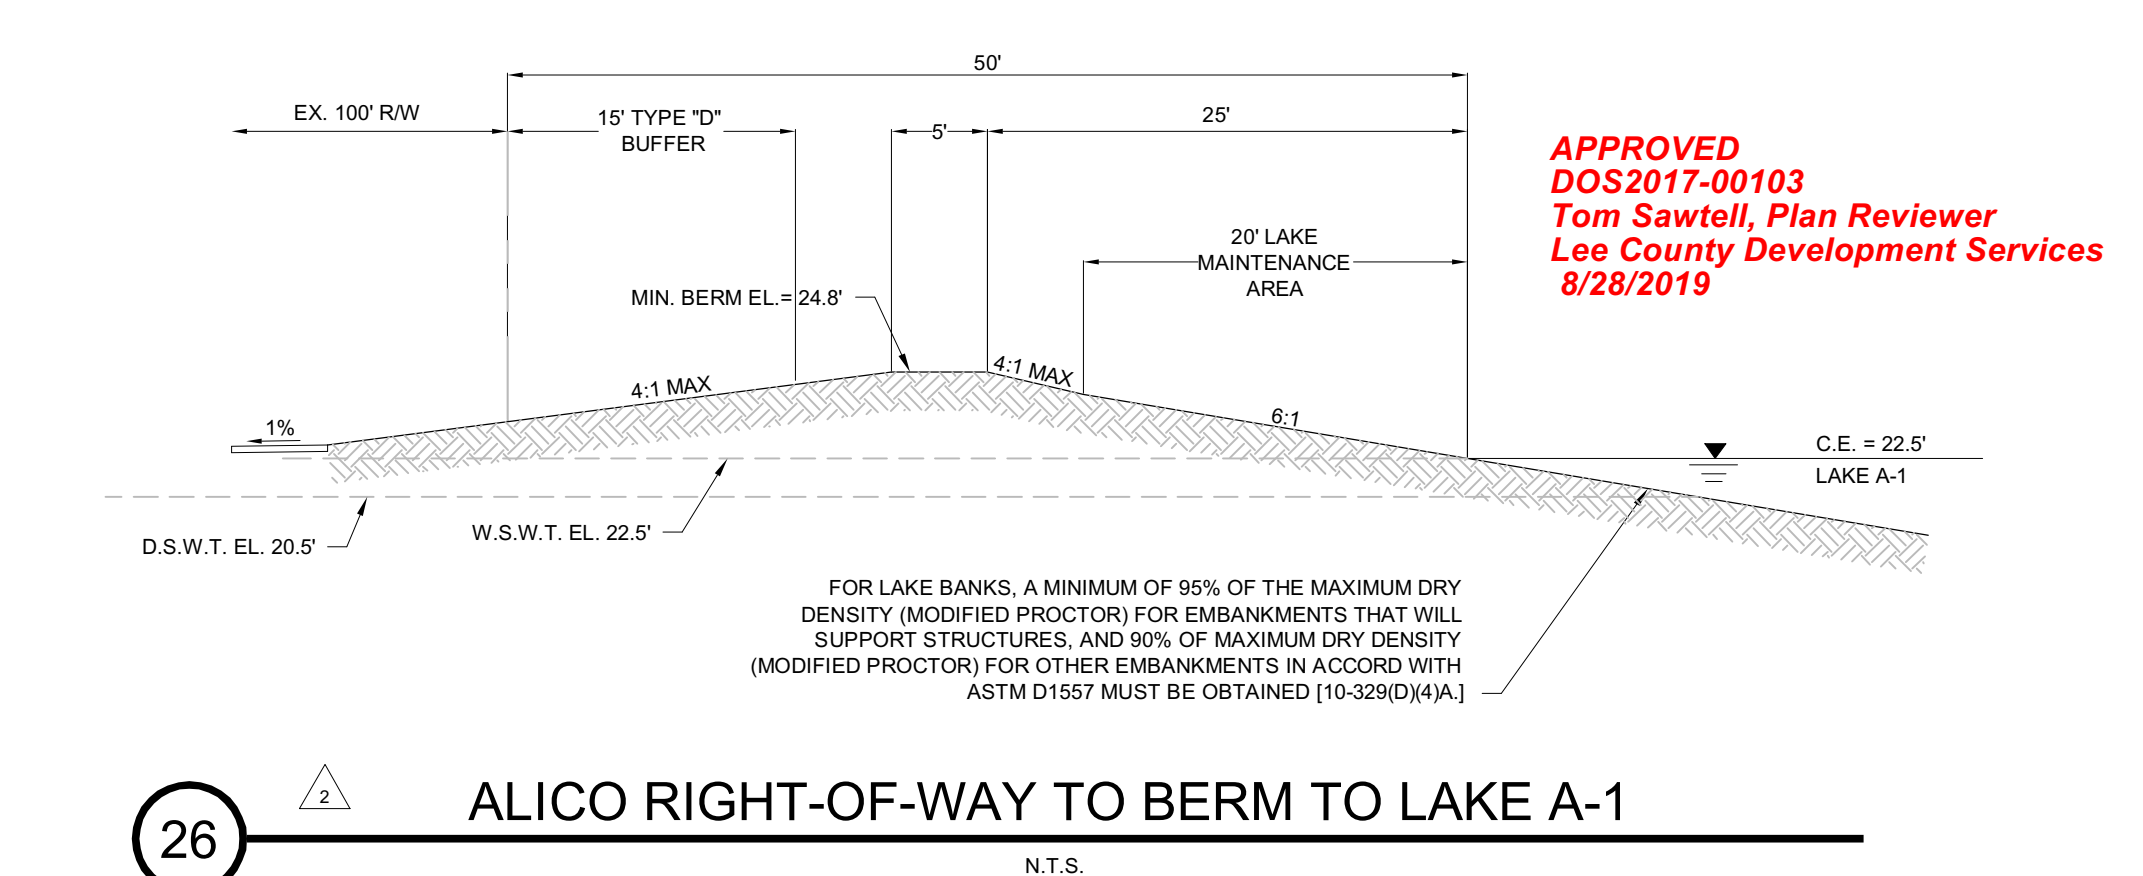 50'
EX. 100' R/W
15' TYPE "D"
BUFFER
5'
25'
APPROVED
DOS2017-00103
Tom Sawtell, Plan Reviewer
Lee County Development Services
8/28/2019
20' LAKE
MAINTENANCE
AREA
MIN. BERM EL.= 24.8'
4:1 MAX
4:1 MAX
6:1
1%
C.E. = 22.5'
LAKE A-1
D.S.W.T. EL. 20.5'
W.S.W.T. EL. 22.5'
FOR LAKE BANKS, A MINIMUM OF 95% OF THE MAXIMUM DRY
DENSITY (MODIFIED PROCTOR) FOR EMBANKMENTS THAT WILL
SUPPORT STRUCTURES, AND 90% OF MAXIMUM DRY DENSITY
(MODIFIED PROCTOR) FOR OTHER EMBANKMENTS IN ACCORD WITH
ASTM D1557 MUST BE OBTAINED [10-329(D)(4)A.]
2
ALICO RIGHT-OF-WAY TO BERM TO LAKE A-1
26
N.T.S.